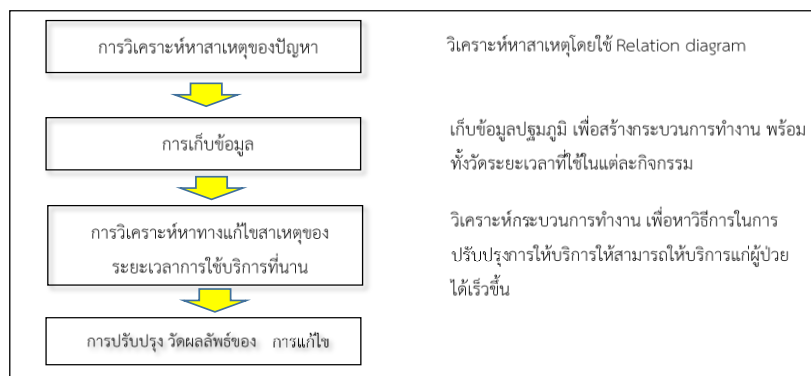 การวิเคราะห์หาสาเหตุของปัญหา
วิเคราะห์หาสาเหตุโดยใช้ Relation diagram
การเก็บข้อมูล
เก็บข้อมูลปฐมภูมิ เพื่อสร้างกระบวนการทำงาน พร้อม
ทั้งวัดระยะเวลาที่ใช้ในแต่ละกิจกรรม
การวิเคราะห์หาทางแก้ไขสาเหตุของ
ระยะเวลาการใช้บริการที่นาน
วิเคราะห์กระบวนการทำงาน เพื่อหาวิธีการในการ
ปรับปรุงการให้บริการให้สามารถให้บริการแก่ผู้ป่วย
ได้เร็วขึ้น
การปรับปรุง วัดผลลัพธ์ของ การแก้ไข